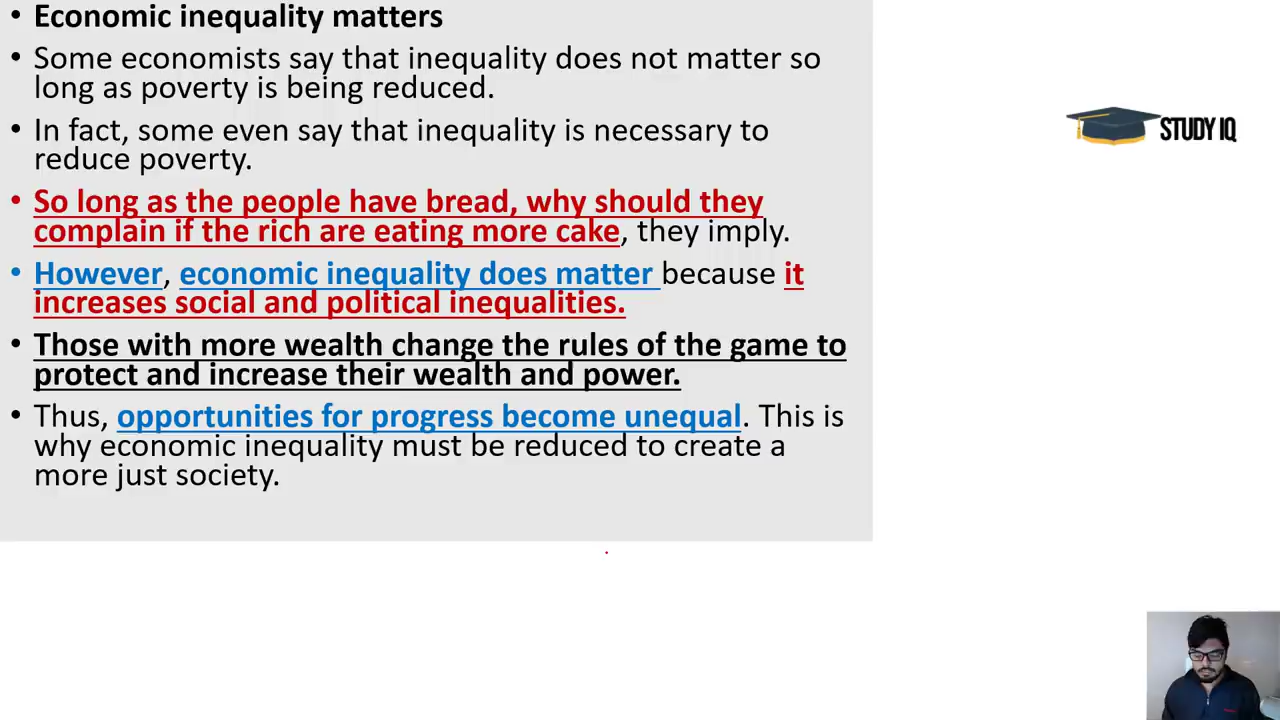 • Economic inequality matters
• Some economists say that inequality does not matter so
long as poverty is being reduced.
• In fact, some even say that inequality is necessary to
reduce poverty.
• So long as the people have bread, why should they
complain if the rich are eating more cake, they imply.
• However, economic inequality does matter because it
increases social and political inequalities.
• Those with more wealth change the rules of the game to
protect and increase their wealth and power.
• Thus, opportunities for progress become unequal. This is
why economic inequality must be reduced to create a
more just society.
STUDY IQ